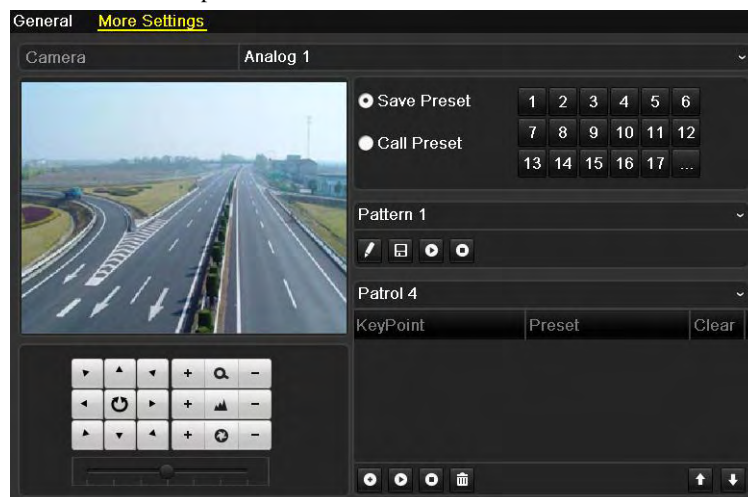 General More Settings
Camera Analog 1
Save Preset
Call Preset
1 2 3 4 5 6
7 8 9 10 11 12
13 14 15 16 17 ...
Pattern 1
Patrol 4
KeyPoint Preset Clear
+ -
+ -
+ -